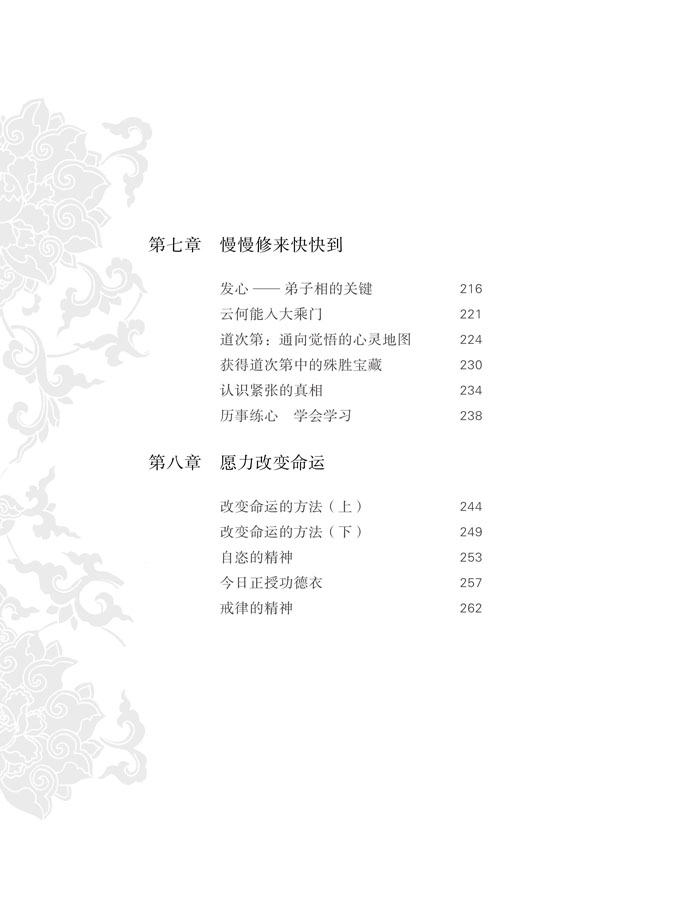 第七章 慢慢修来快快到
发心 —— 弟子相的关键 216
云何能入大乘门 221
道次第：通向觉悟的心灵地图 224
获得道次第中的殊胜宝藏 230
认识紧张的真相 234
历事练心 学会学习 238
第八章 愿力改变命运
改变命运的方法（上） 244
改变命运的方法（下） 249
自恣的精神 253
今日正授功德衣 257
戒律的精神 262